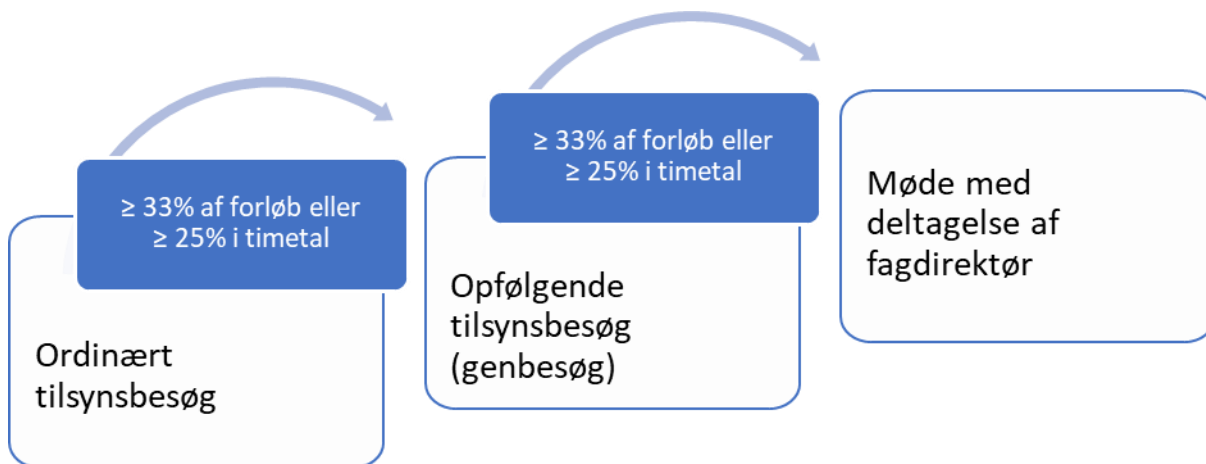 ≥ 33% af forløb eller
≥ 25% i timetal
Ordinært
tilsynsbesøg
≥ 33% af forløb eller
≥ 25% i timetal
Opfølgende
tilsynsbesøg
(genbesøg)
Møde med
deltagelse af
fagdirektør